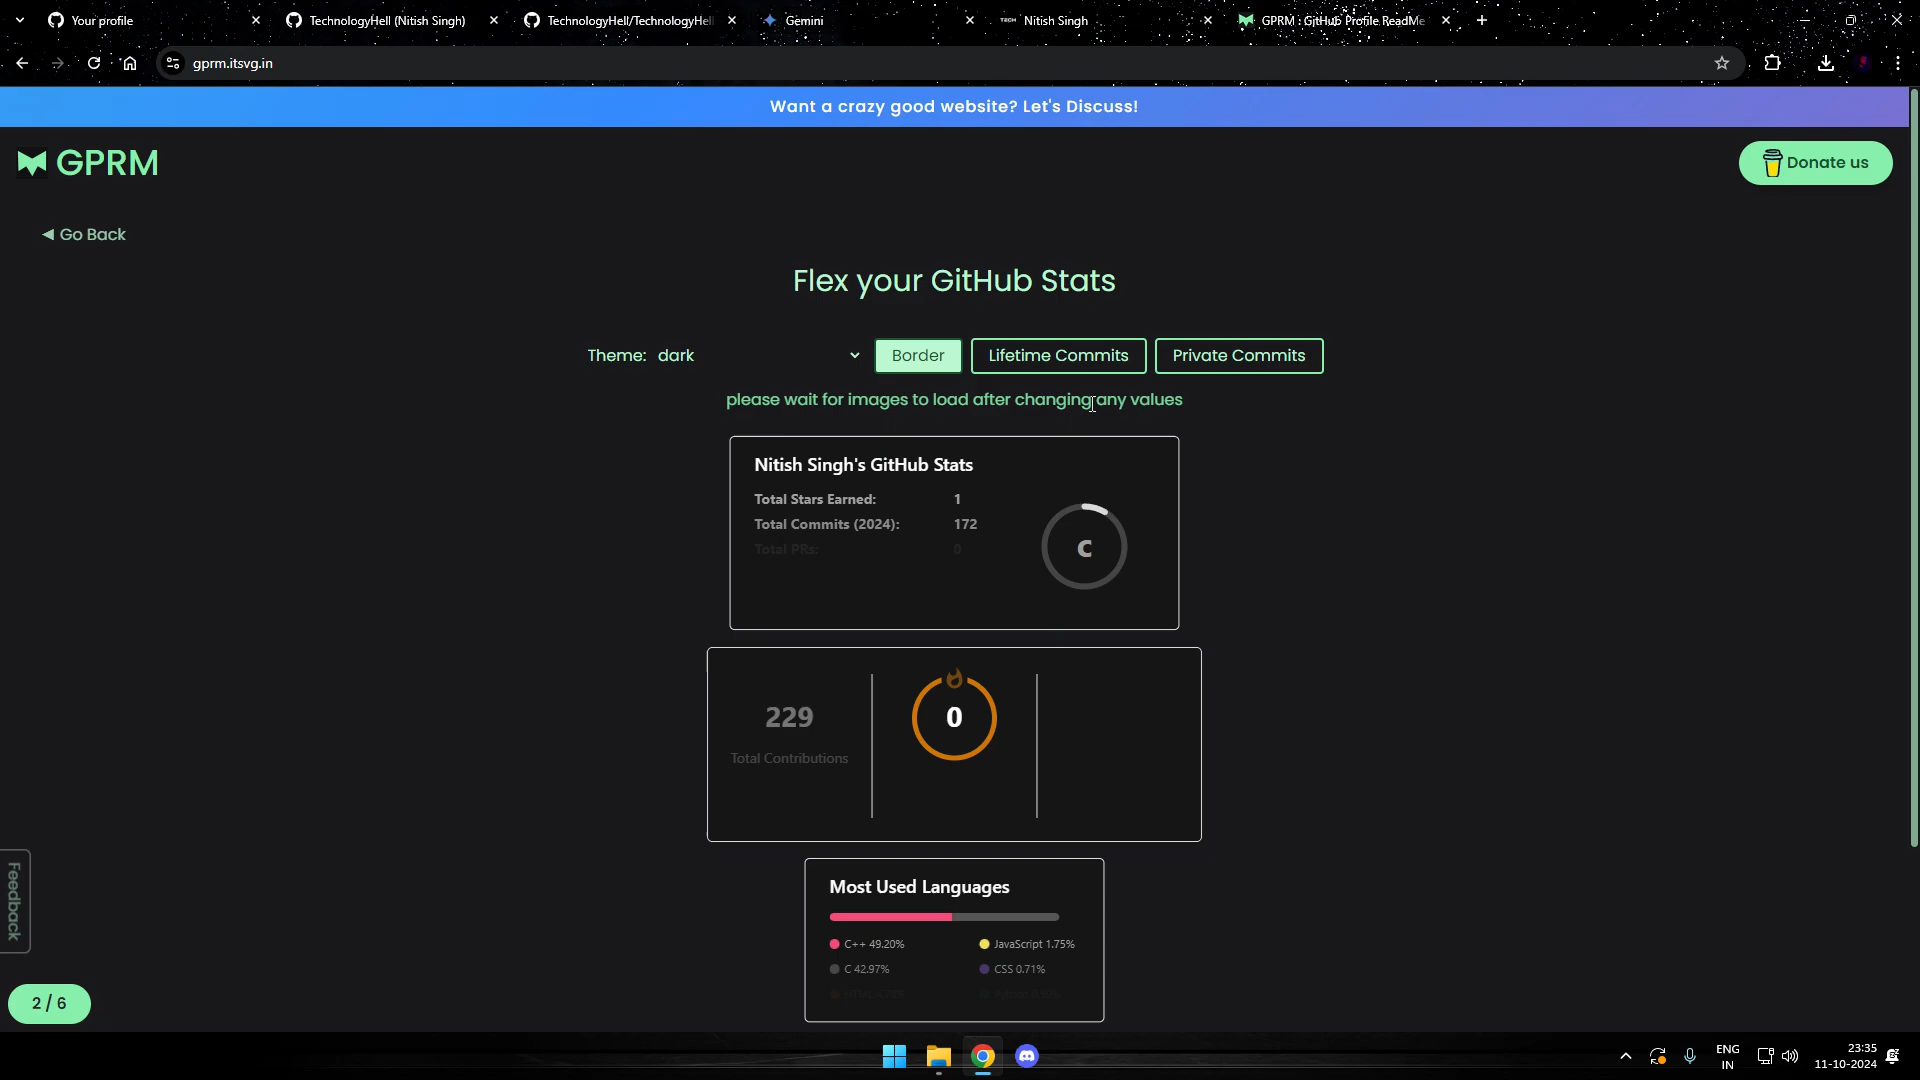 Your profile
TechnologyHell (Nitish Singh)
TechnologyHell/TechnologyHell
Gemini
TECH
Nitish Singh
GPRM : GitHub Profile ReadMe
gprm.itsvg.in
Want a crazy good website? Let's Discuss!
GPRM
Donate us
◀ Go Back
Flex your GitHub Stats
Theme: dark
Border
Lifetime Commits
Private Commits
please wait for images to load after changing any values
Nitish Singh's GitHub Stats
Total Stars Earned: 1
Total Commits (2024): 172
Total PRs: 0
C
229
Total Contributions
0
Most Used Languages
C++ 49.20%
JavaScript 1.75%
C 42.97%
CSS 0.71%
Feedback
2 / 6
ENG
IN
23:35
11-10-2024